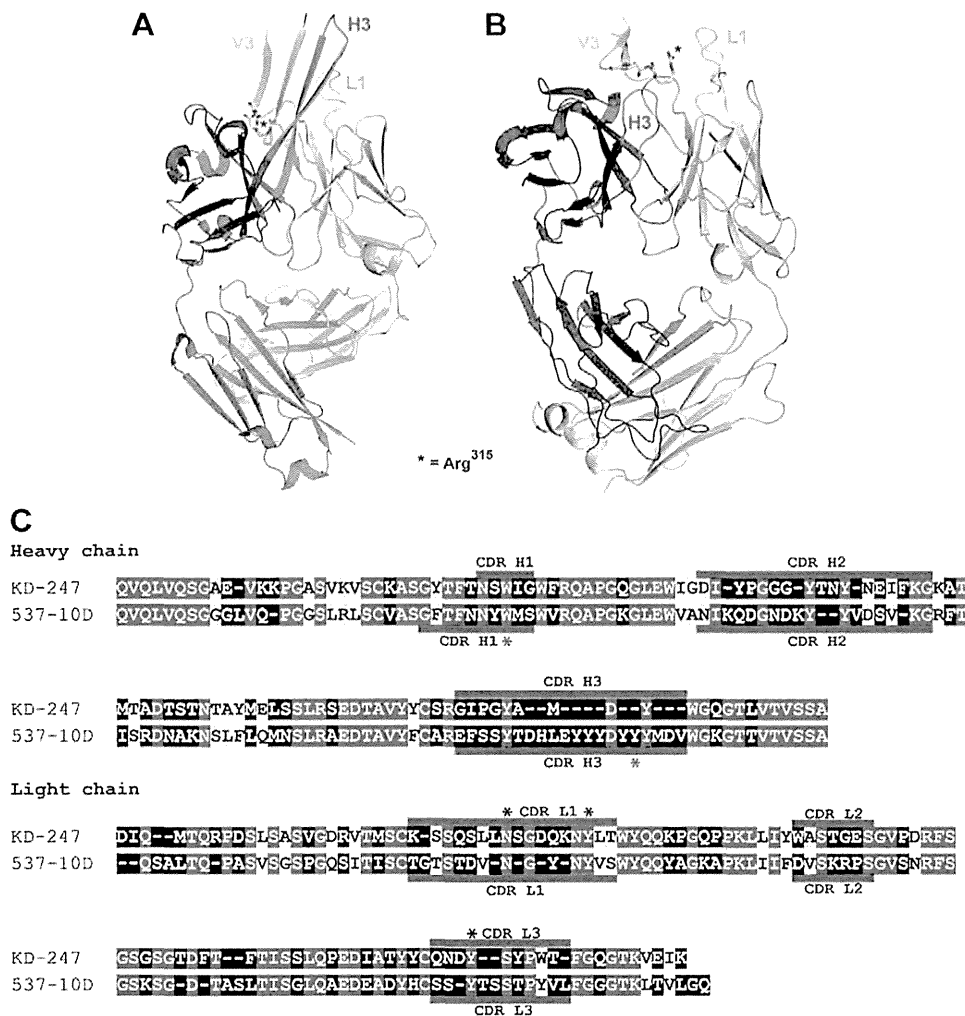 A
B
H3
V3
L1
V3
L1
*
H3
* = Arg315
C
Heavy chain
CDR H1
CDR H2
KD-247 QVQLVQSGAE-VKKPGASVKVSCKASGYTFTNSWIGWFRQAPGQGLEWIGDI-YPGGG-YTNY-NEIFKGKAT
537-10D QVQLVQSGGGLVQ-PGGSLRLSCVASGFTFNNYWMSWVRQAPGKGLEWVANIKQDGNDKY--YVDSV-KGRFT
CDR H1 *
CDR H2
CDR H3
KD-247 MTADTSTNTAYMELSSLRSEDTAVYYCSRGIPGYA--M----D--Y---WGQGTLVTVSSA
537-10D ISRDNAKNSLFLQMNSLRAEDTAVYFCAREFSSYTDHLEYYYDYYYMDVWGKGTTVTVSSA
CDR H3 *
Light chain
* CDR L1 *
CDR L2
KD-247 DIQ--MTQRPDSLSASVGDRVTMSCK-SSQSLLNSGDQKNYLTWYQQKPGQPPKLLIYWASTGESGVPDRFS
537-10D --QSALTQ-PASVSGSPGQSITISCTGTSTDV-N-G-Y-NYVSWYQQYAGKAPKLIIFDVSKRPSGVSNRFS
CDR L1
CDR L2
* CDR L3
KD-247 GSGSGTDFT--FTISSLQPEDIATYYCQNDY--SYPWT-FGQGTKVEIK
537-10D GSKSG-D-TASLTISGLQAEDEADYHCSS-YTSSTPYVLFGGGTKLTVLGQ
CDR L3